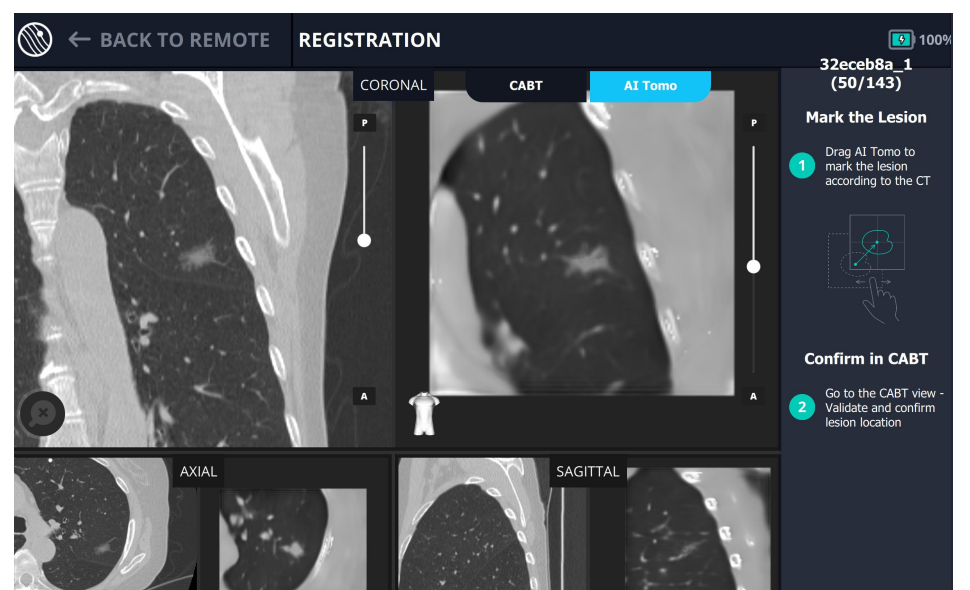 BACK TO REMOTE
REGISTRATION
100%
32eceb8a_1
(50/143)
CORONAL
CABT
AI Tomo
P
P
Mark the Lesion
1
Drag AI Tomo to
mark the lesion
according to the CT
Confirm in CABT
A
A
2
Go to the CABT view -
Validate and confirm
lesion location
AXIAL
SAGITTAL